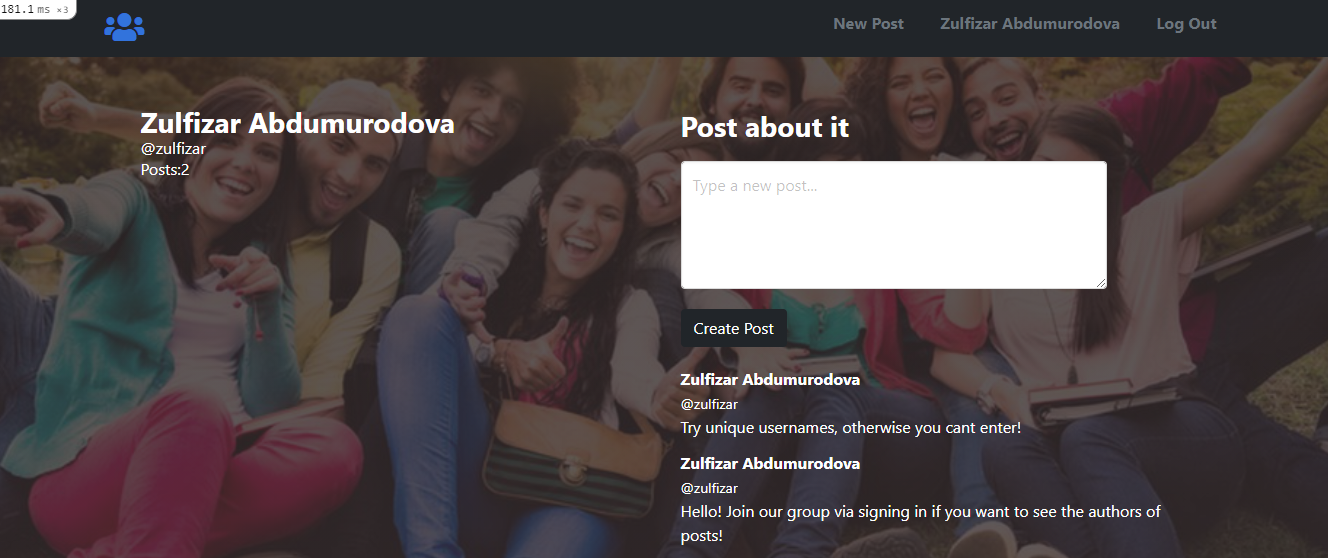 181.1 ms ×3
New Post Zulfizar Abdumurodova Log Out
Zulfizar Abdumurodova
@zulfizar
Posts:2
Post about it
Type a new post...
Create Post
Zulfizar Abdumurodova
@zulfizar
Try unique usernames, otherwise you cant enter!
Zulfizar Abdumurodova
@zulfizar
Hello! Join our group via signing in if you want to see the authors of
posts!